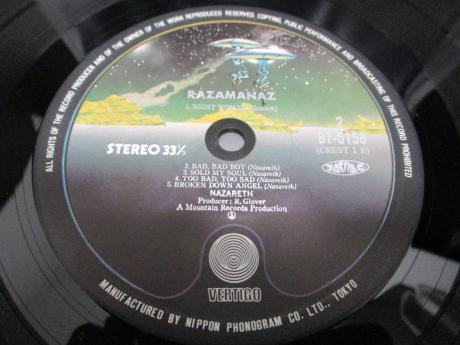 ALL RIGHTS OF THE RECORD PRODUCER AND OF THE OWNER OF THE WORK REPRODUCED RESERVED. COPYING, PUBLIC PERFORMANCE AND BROADCASTING OF THIS RECORD PROHIBITED
RAZAMANAZ
1. NIGHT WOMAN
2
BT-5156
STEREO 33⅓
2. BAD, BAD BOY (Nazareth)
3. SOLD MY SOUL (Nazareth)
4. TOO BAD, TOO SAD (Nazareth)
5. BROKEN DOWN ANGEL (Nazareth)
NAZARETH
Producer: R. Glover
A Mountain Records Production
VERTIGO
MANUFACTURED BY NIPPON PHONOGRAM CO. LTD., TOKYO